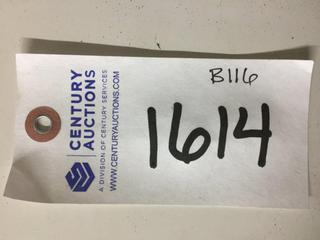 CENTURY
AUCTIONS
A DIVISION OF CENTURY SERVICES
WWW.CENTURYAUCTIONS.COM
B116
1614